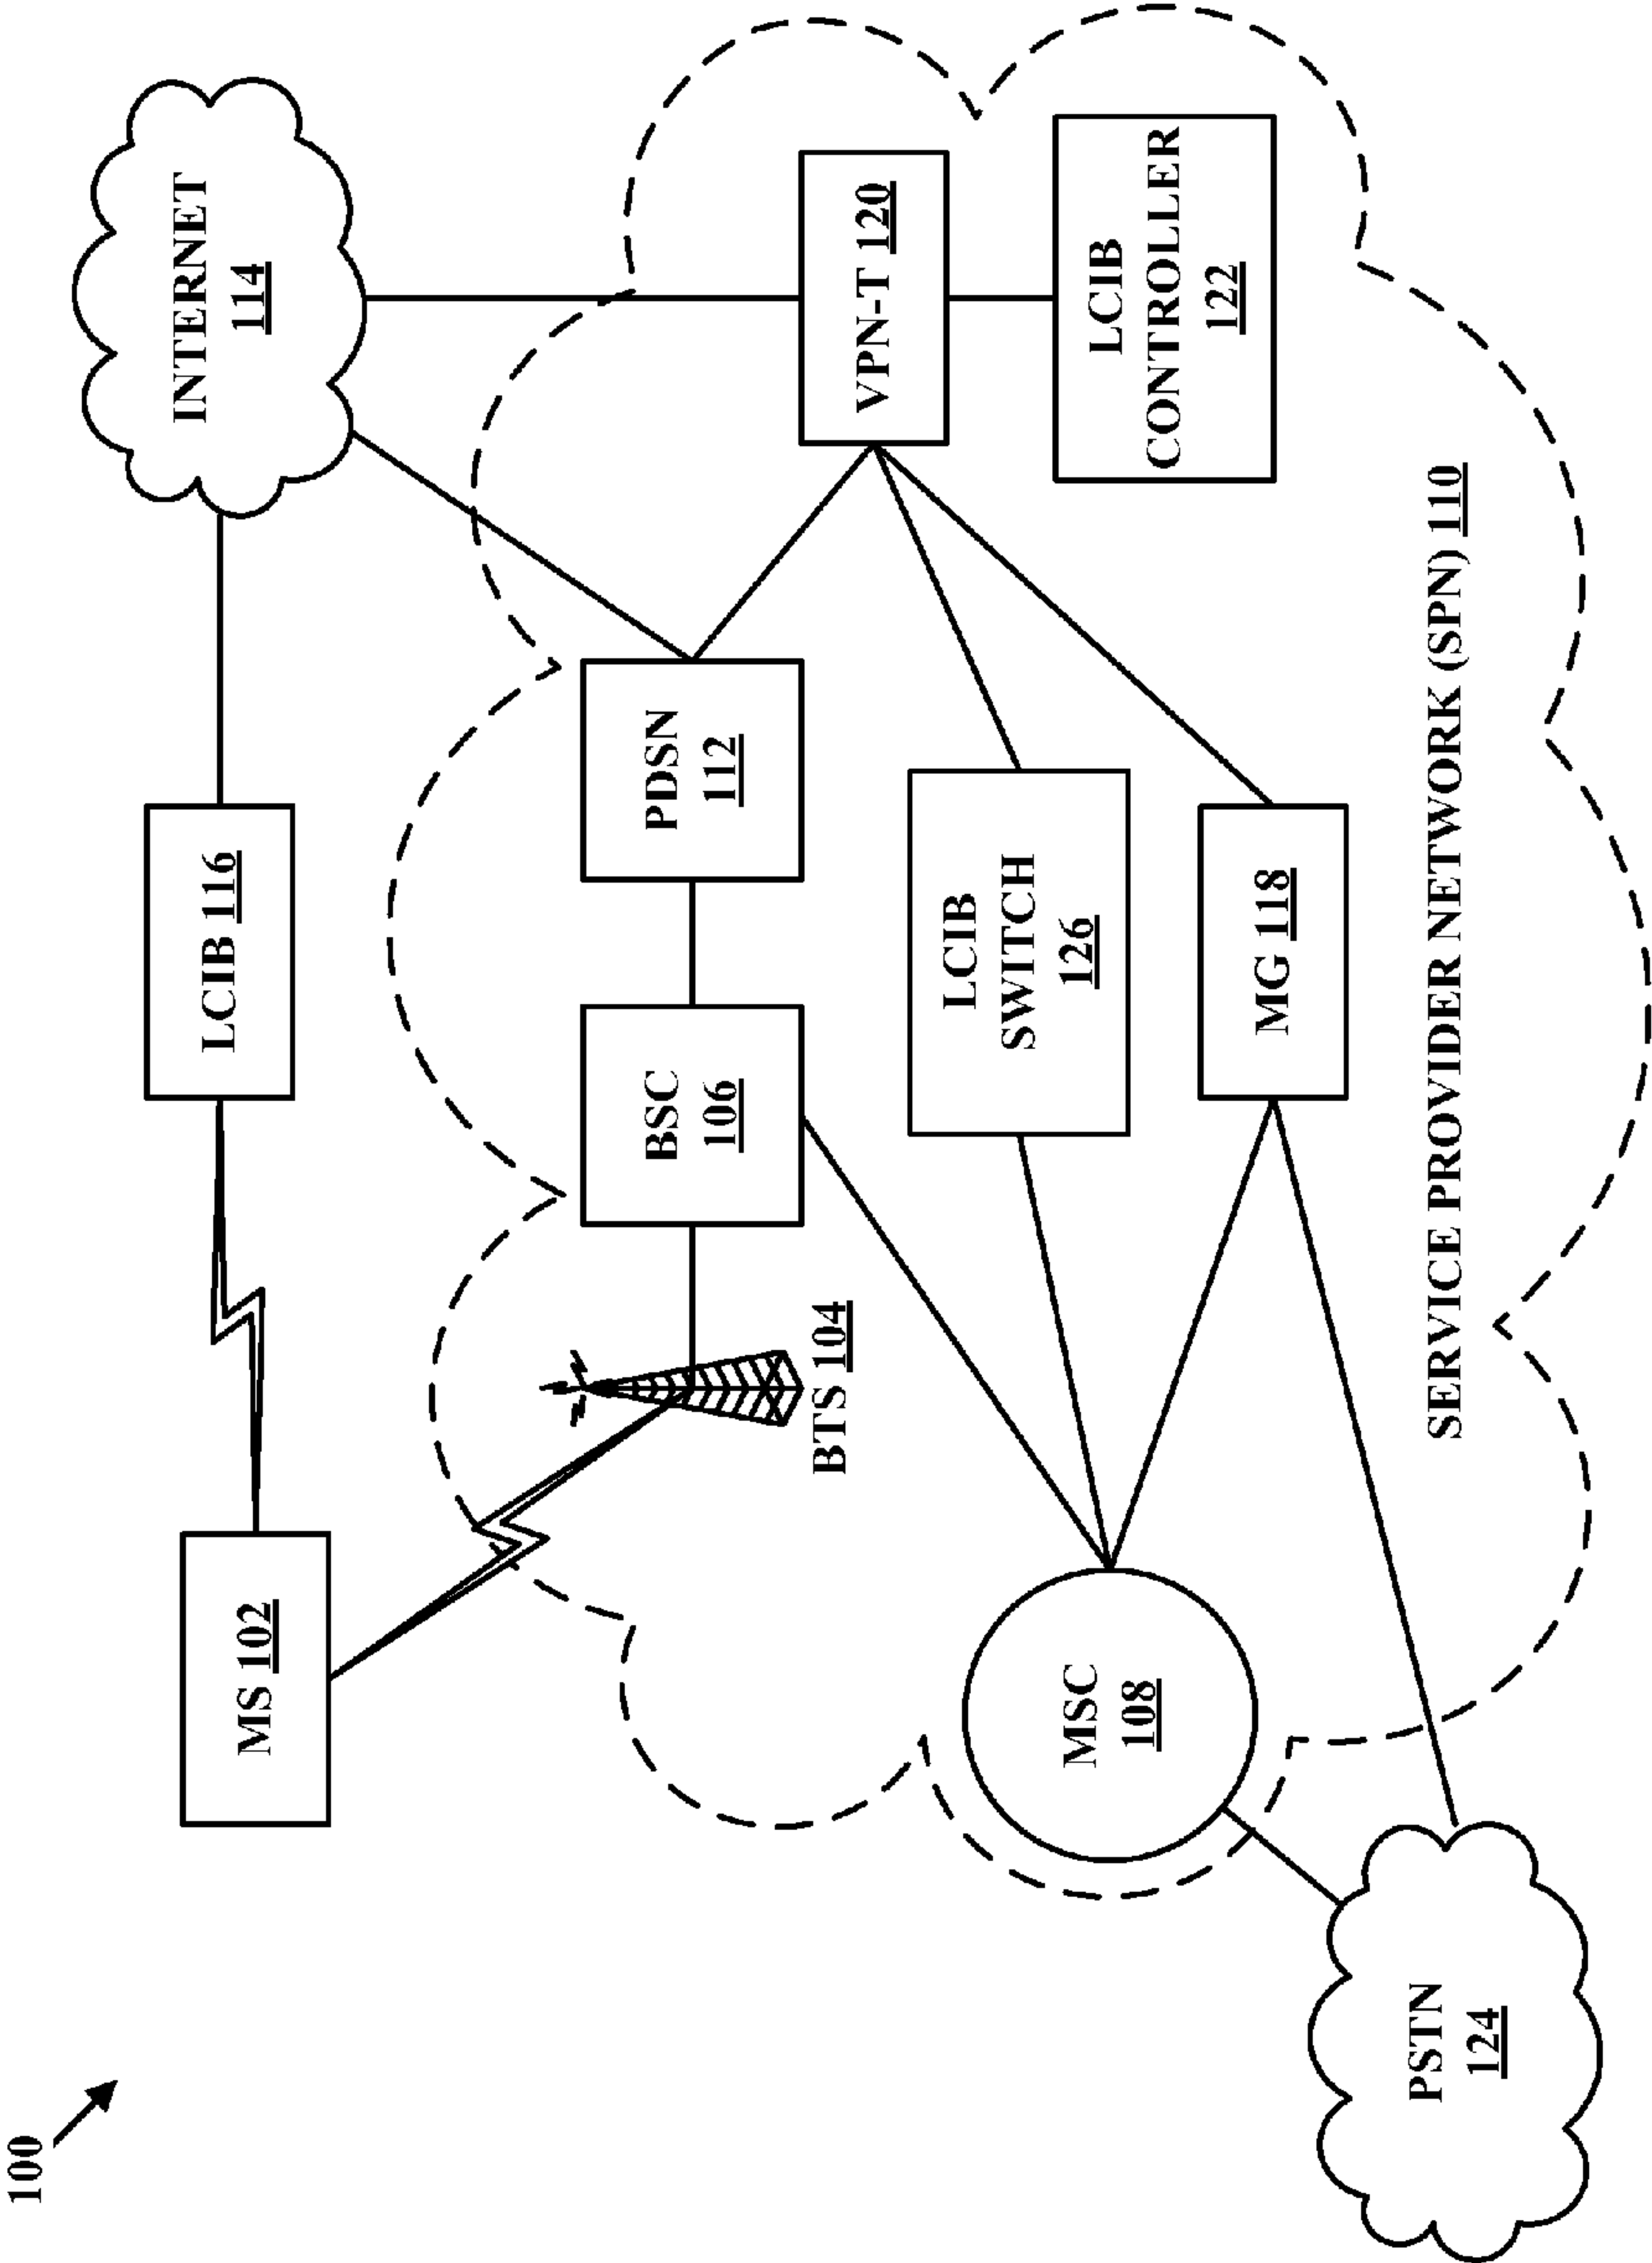 100
MS 102
LCIB 116
INTERNET
114
BTS 104
BSC
106
PDSN
112
VPN-T 120
LCIB
CONTROLLER
122
LCIB
SWITCH
126
MG 118
MSC
108
PSTN
124
SERVICE PROVIDER NETWORK (SPN) 110